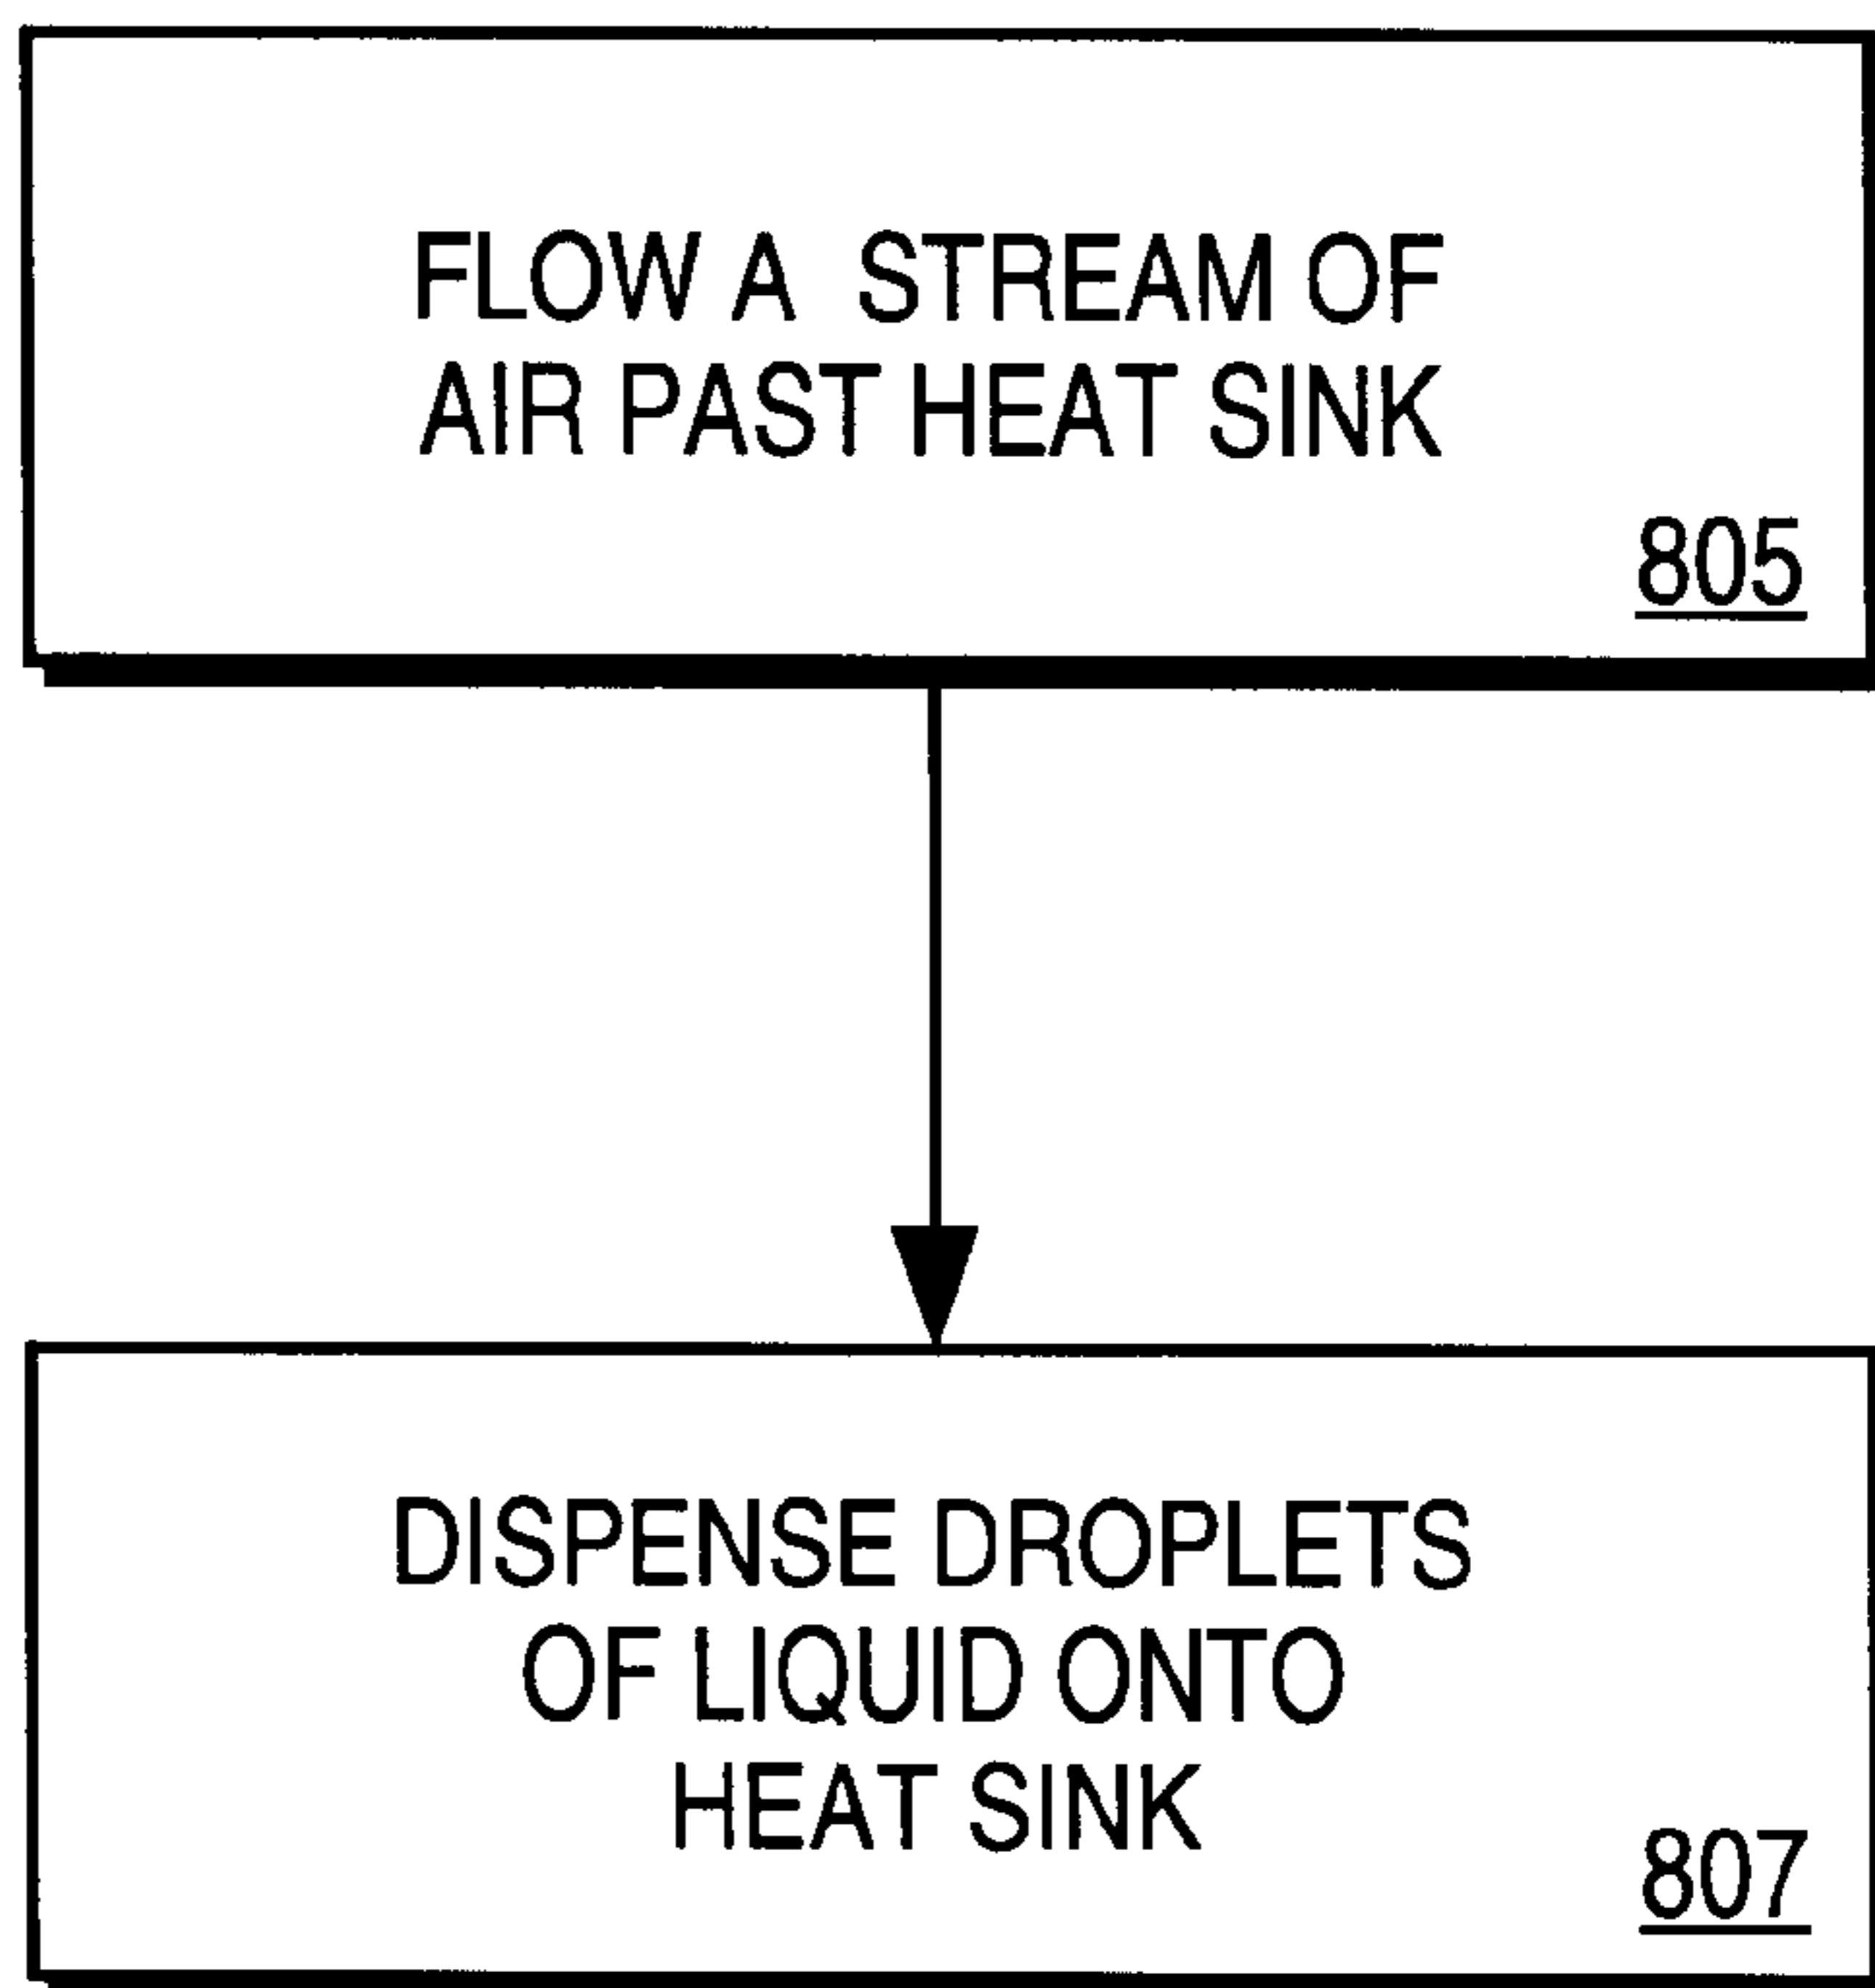 FLOW A STREAM OF
AIR PAST HEAT SINK
805
DISPENSE DROPLETS
OF LIQUID ONTO
HEAT SINK
807